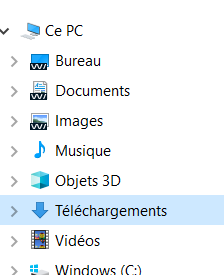 Ce PC
Bureau
Documents
Images
Musique
Objets 3D
Téléchargements
Vidéos
Windows (C:)